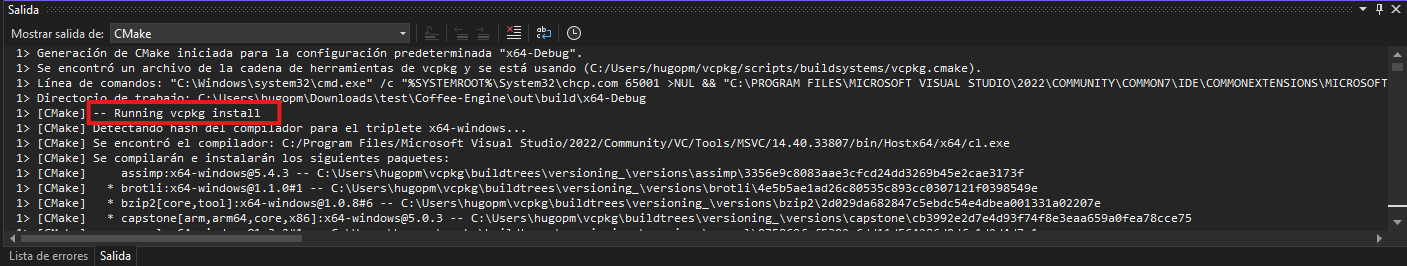 Salida
Mostrar salida de: CMake
1> Generación de CMake iniciada para la configuración predeterminada "x64-Debug".
1> Se encontró un archivo de la cadena de herramientas de vcpkg y se está usando (C:/Users/hugopm/vcpkg/scripts/buildsystems/vcpkg.cmake).
1> Línea de comandos: "C:\Windows\system32\cmd.exe" /c "%SYSTEMROOT%\System32\chcp.com 65001 >NUL && "C:\PROGRAM FILES\MICROSOFT VISUAL STUDIO\2022\COMMUNITY\COMMON7\IDE\COMMONEXTENSIONS\MICROSOFT
1> Directorio de trabajo: C:\Users\hugopm\Downloads\test\Coffee-Engine\out\build\x64-Debug
1> [CMake] -- Running vcpkg install
1> [CMake] Detectando hash del compilador para el triplete x64-windows...
1> [CMake] Se encontró el compilador: C:/Program Files/Microsoft Visual Studio/2022/Community/VC/Tools/MSVC/14.40.33807/bin/Hostx64/x64/cl.exe
1> [CMake] Se compilarán e instalarán los siguientes paquetes:
1> [CMake] assimp:x64-windows@5.4.3 -- C:\Users\hugopm\vcpkg\buildtrees\versioning_\versions\assimp\3356e9c8083aae3cfcd24dd3269b45e2cae3173f
1> [CMake] * brotli:x64-windows@1.1.0#1 -- C:\Users\hugopm\vcpkg\buildtrees\versioning_\versions\brotli\4e5b5ae1ad26c80535c893cc0307121f0398549e
1> [CMake] * bzip2[core,tool]:x64-windows@1.0.8#6 -- C:\Users\hugopm\vcpkg\buildtrees\versioning_\versions\bzip2\2d029da682847c5ebdc54e4dbea001331a02207e
1> [CMake] * capstone[arm,arm64,core,x86]:x64-windows@5.0.3 -- C:\Users\hugopm\vcpkg\buildtrees\versioning_\versions\capstone\cb3992e2d7e4d93f74f8e3eaa659a0fea78cce75
Lista de errores Salida